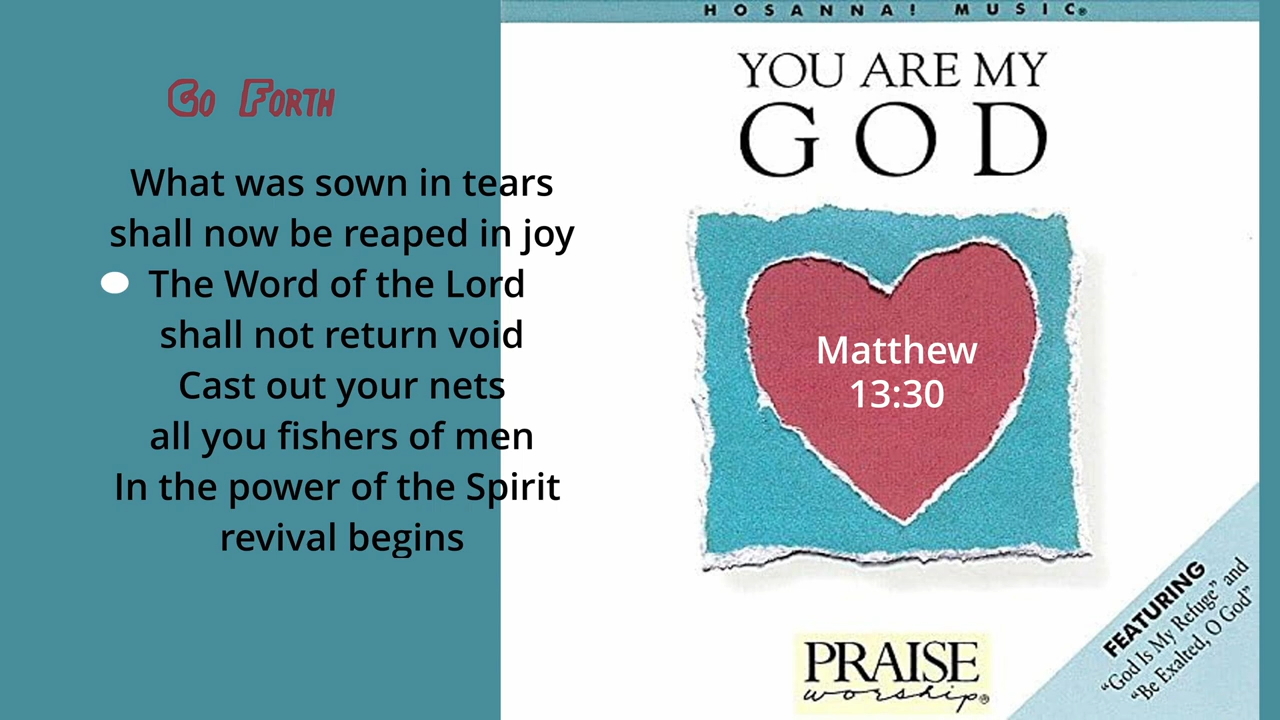 HOSANNA! MUSIC®
Go Forth
What was sown in tears
shall now be reaped in joy
The Word of the Lord
shall not return void
Cast out your nets
all you fishers of men
In the power of the Spirit
revival begins
YOU ARE MY
GOD
Matthew
13:30
FEATURING
“God Is My Refuge” and
“Be Exalted, O God”
PRAISE
worship®